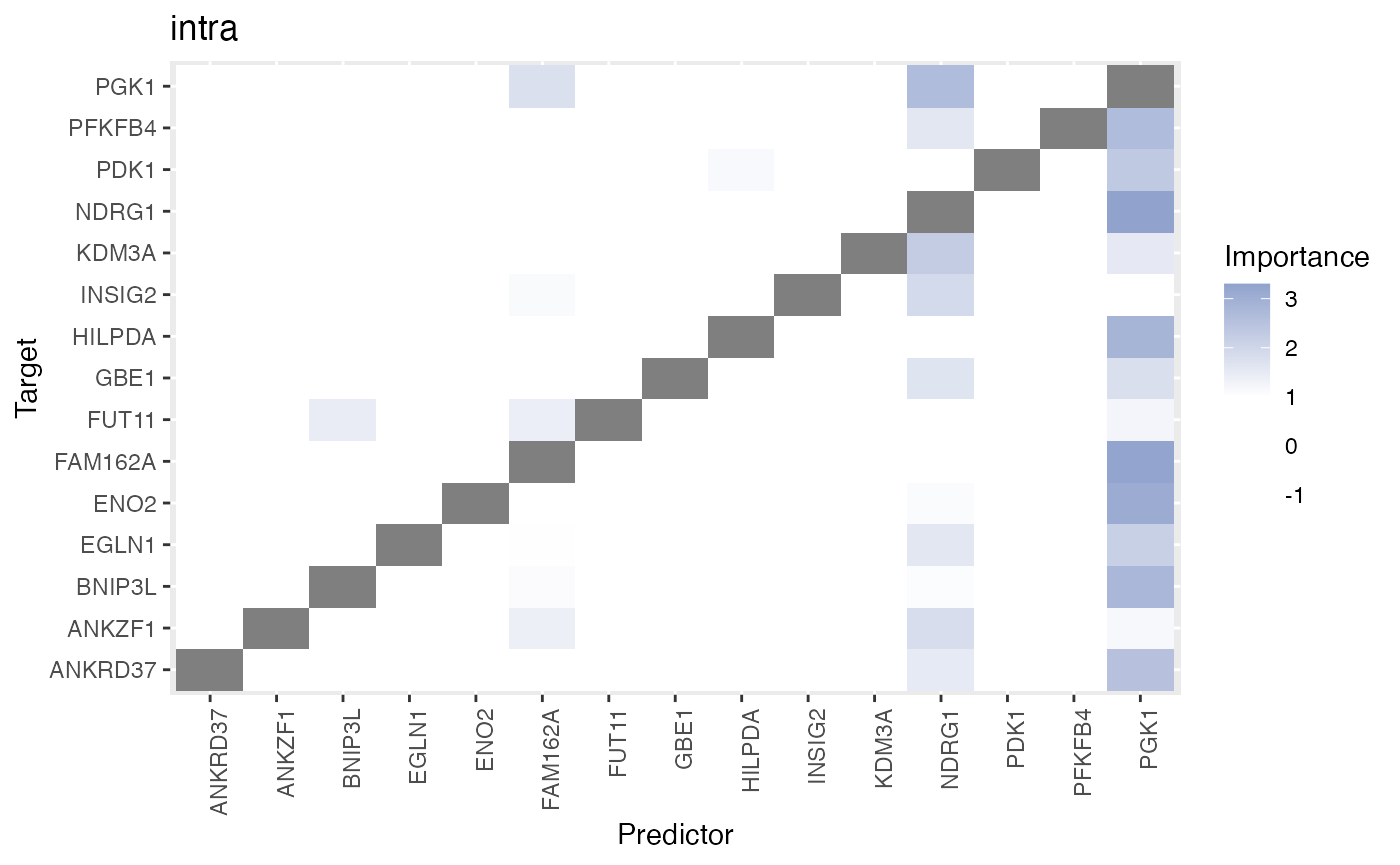 intra
Target
PGK1
PFKFB4
PDK1
NDRG1
KDM3A
INSIG2
HILPDA
GBE1
FUT11
FAM162A
ENO2
EGLN1
BNIP3L
ANKZF1
ANKRD37
ANKRD37
ANKZF1
BNIP3L
EGLN1
ENO2
FAM162A
FUT11
GBE1
HILPDA
INSIG2
KDM3A
NDRG1
PDK1
PFKFB4
PGK1
Predictor
Importance
3
2
1
0
-1